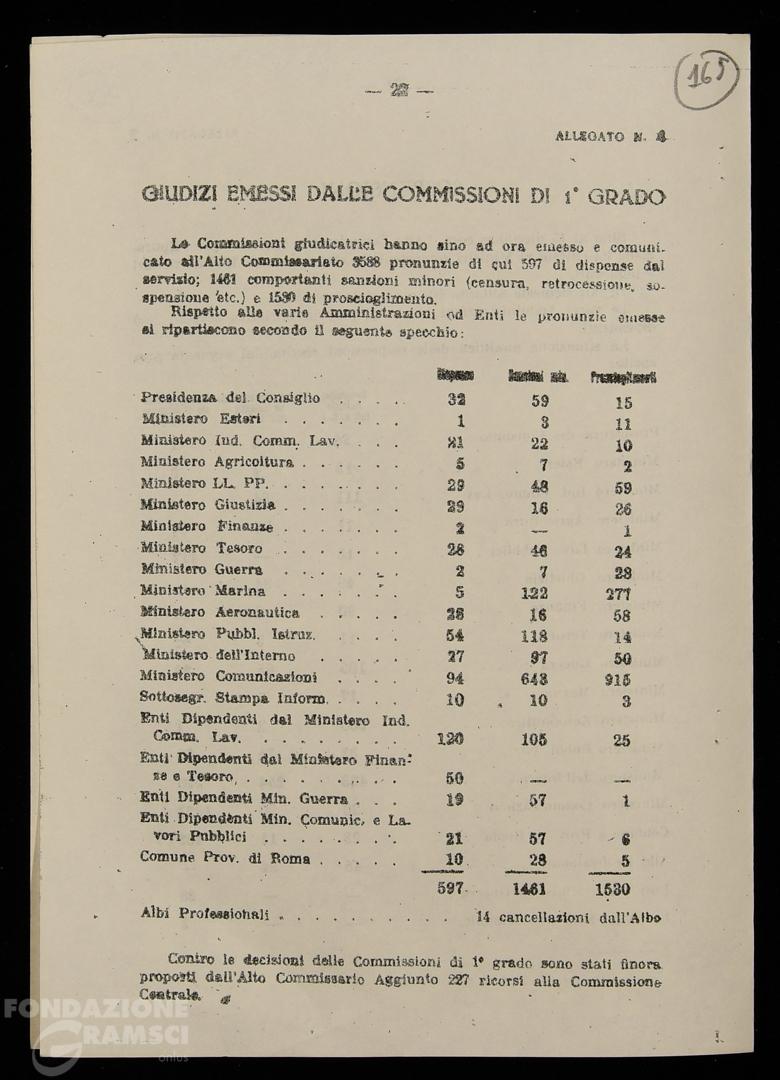 165
— 22 —
ALLEGATO N. 4
GIUDIZI EMESSI DALLE COMMISSIONI DI 1° GRADO
Le Commissioni giudicatrici hanno sino ad ora emesso e comuni-
cato all'Alto Commissariato 3588 pronunzie di cui 597 di dispense dal
servizio; 1461 comportanti sanzioni minori (censura, retrocessione, so-
spensione etc.) e 1530 di proscioglimento.
Rispetto alle varie Amministrazioni ed Enti le pronunzie emesse
si ripartiscono secondo il seguente specchio:
Dispense Sanzioni min. Proscioglimenti
Presidenza del Consiglio . . . . 32 59 15
Ministero Esteri . . . . . . . 1 3 11
Ministero Ind. Comm. Lav. . . . 21 22 10
Ministero Agricoltura . . . . . 5 7 2
Ministero LL. PP. . . . . . . . 29 48 59
Ministero Giustizia . . . . . . 29 16 26
Ministero Finanze . . . . . . 2 — 1
Ministero Tesoro . . . . . . . 28 46 24
Ministero Guerra . . . . . . . 2 7 23
Ministero Marina . . . . . . . 5 122 277
Ministero Aeronautica . . . . . 25 16 58
Ministero Pubbl. Istruz. . . . . 54 118 14
Ministero dell'Interno . . . . 27 97 50
Ministero Comunicazioni . . . . 94 643 915
Sottosegr. Stampa Inform. . . . . 10 10 3
Enti Dipendenti dal Ministero Ind.
Comm. Lav. . . . . . . . . 120 105 25
Enti Dipendenti dal Ministero Finan-
ze e Tesoro, . . . . . . . . . 50 — —
Enti Dipendenti Min. Guerra . . . 19 57 1
Enti Dipendenti Min. Comunic, e La-
vori Pubblici . . . . . . . . 21 57 6
Comune Prov. di Roma . . . . . 10 28 5
597 1461 1530
Albi Professionali . . . . . . . . . . 14 cancellazioni dall'Albo
Contro le decisioni delle Commissioni di 1° grado sono stati finora
proposti dall'Alto Commissario Aggiunto 227 ricorsi alla Commissione
Centrale.
FONDAZIONE
GRAMSCI
onlus